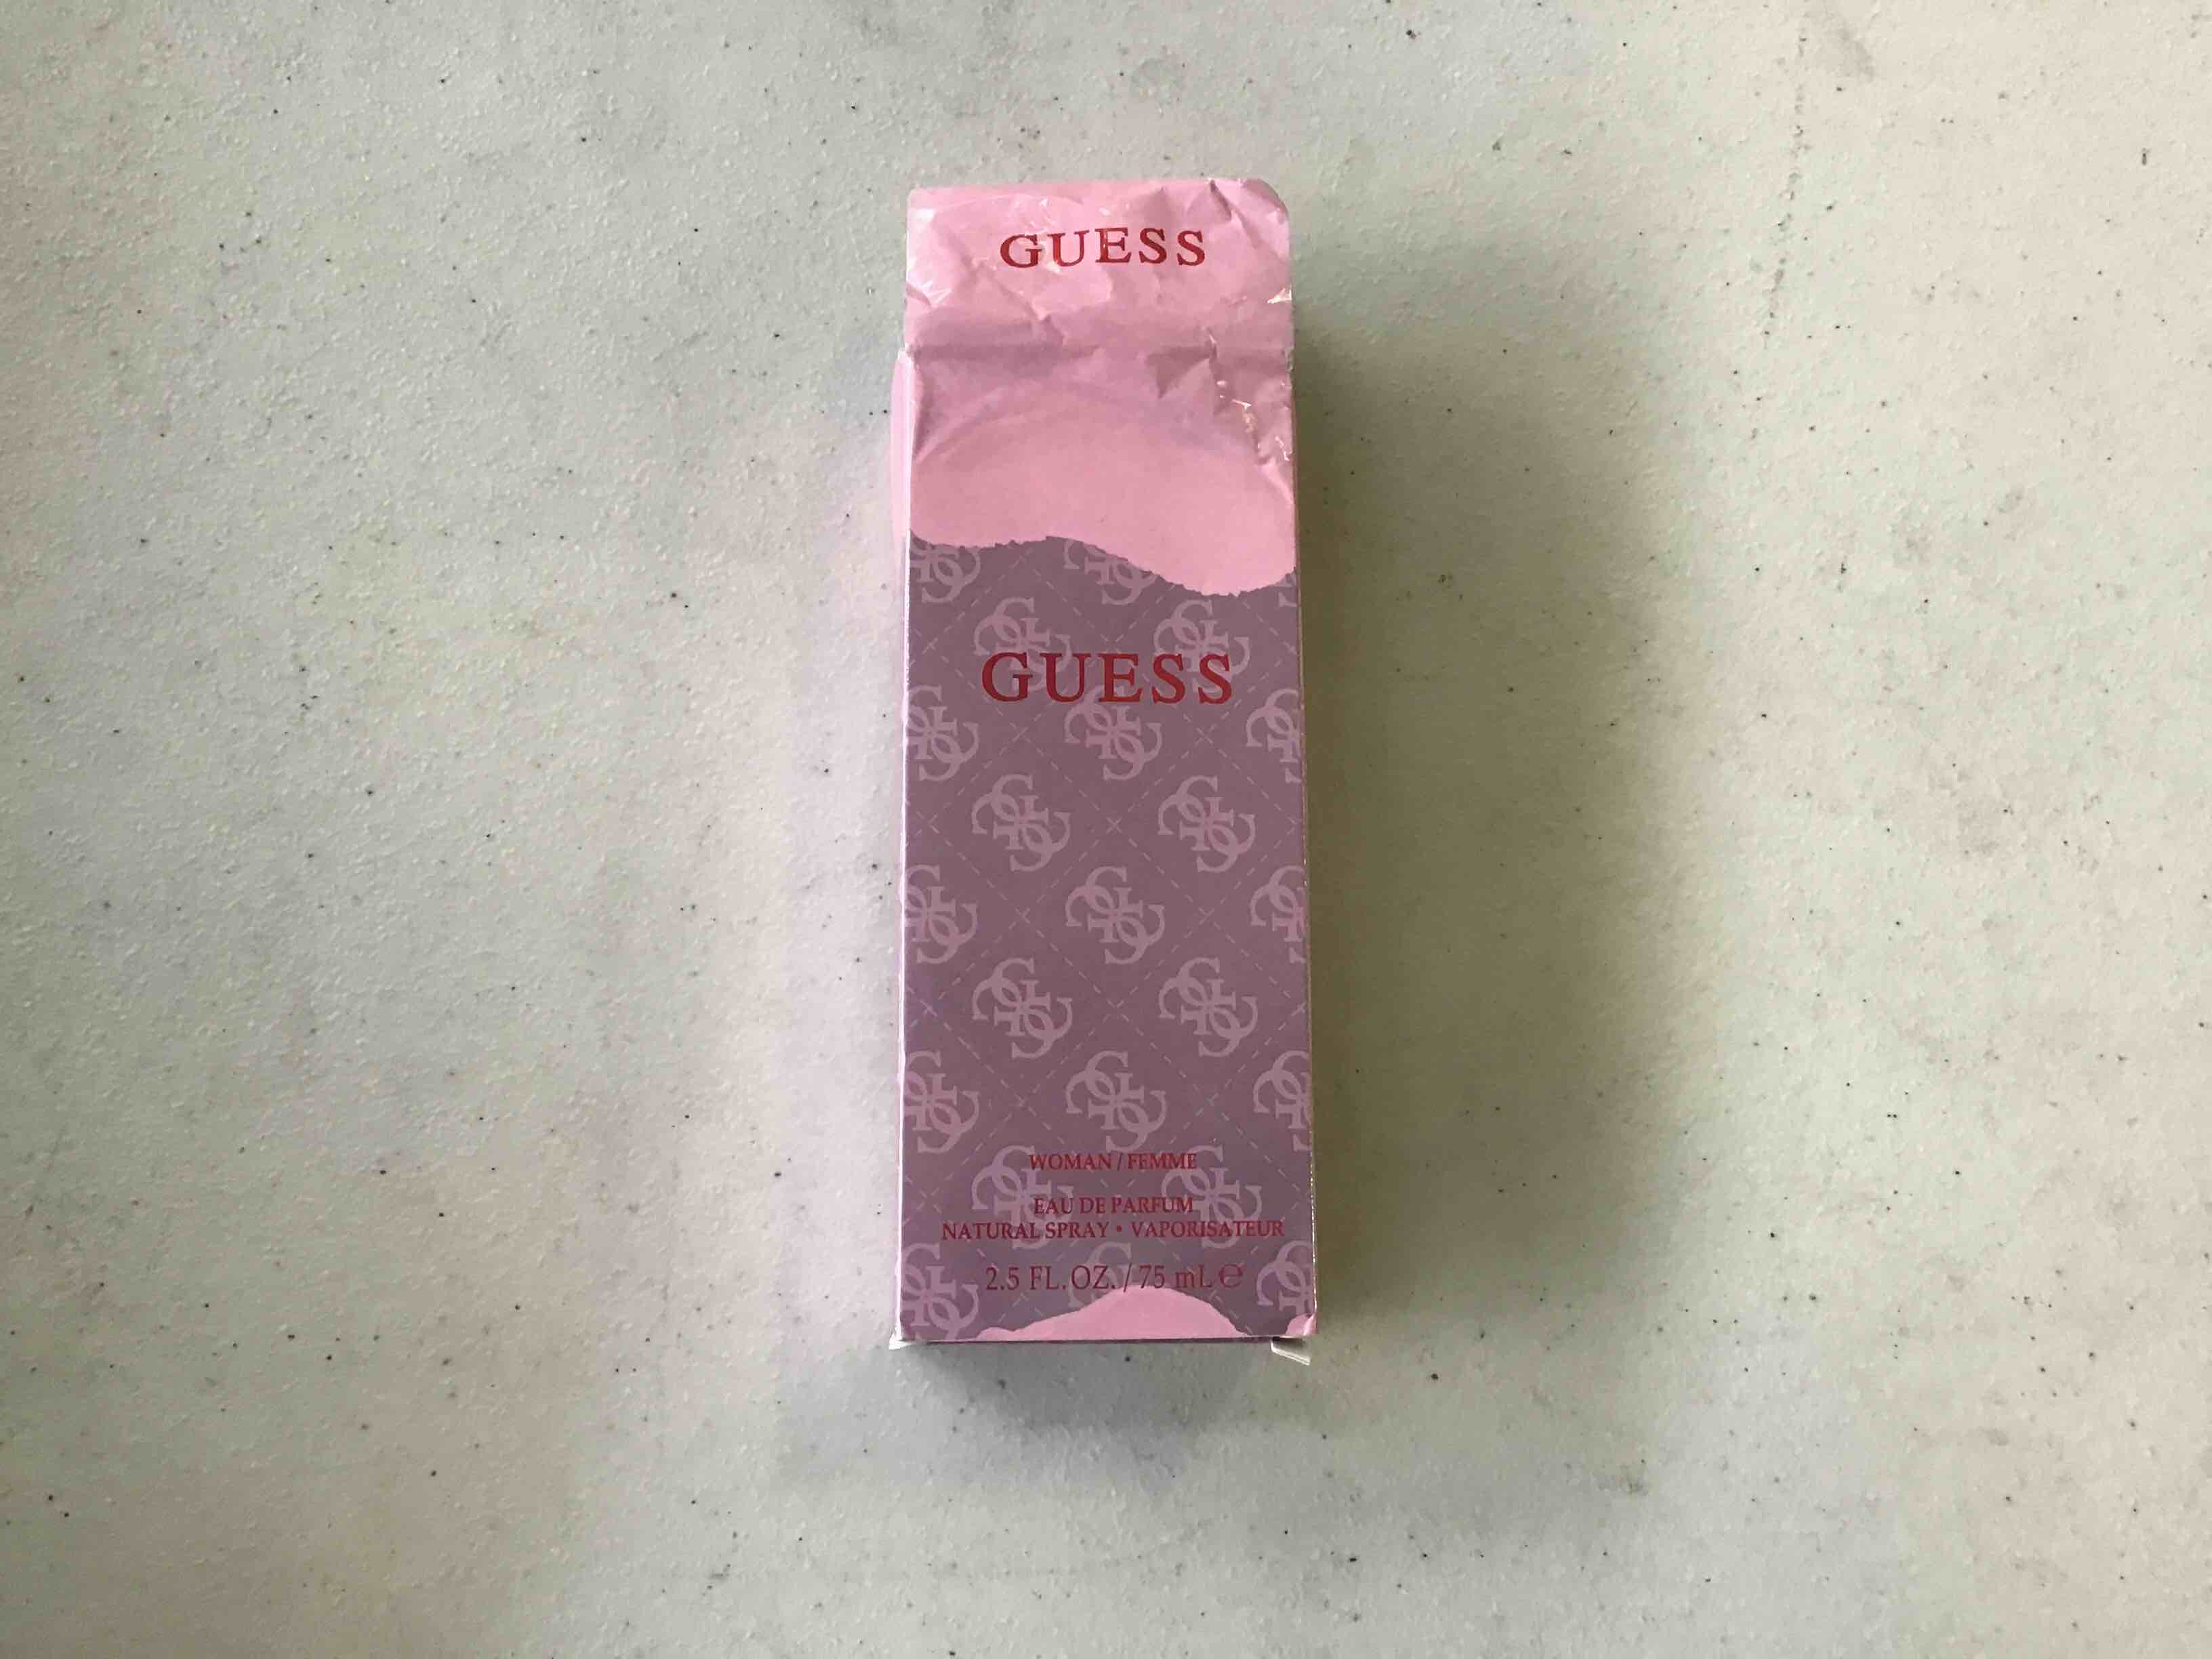 GUESS
GUESS
WOMAN / FEMME
EAU DE PARFUM
NATURAL SPRAY • VAPORISATEUR
2.5 FL. OZ. / 75 mL ℮